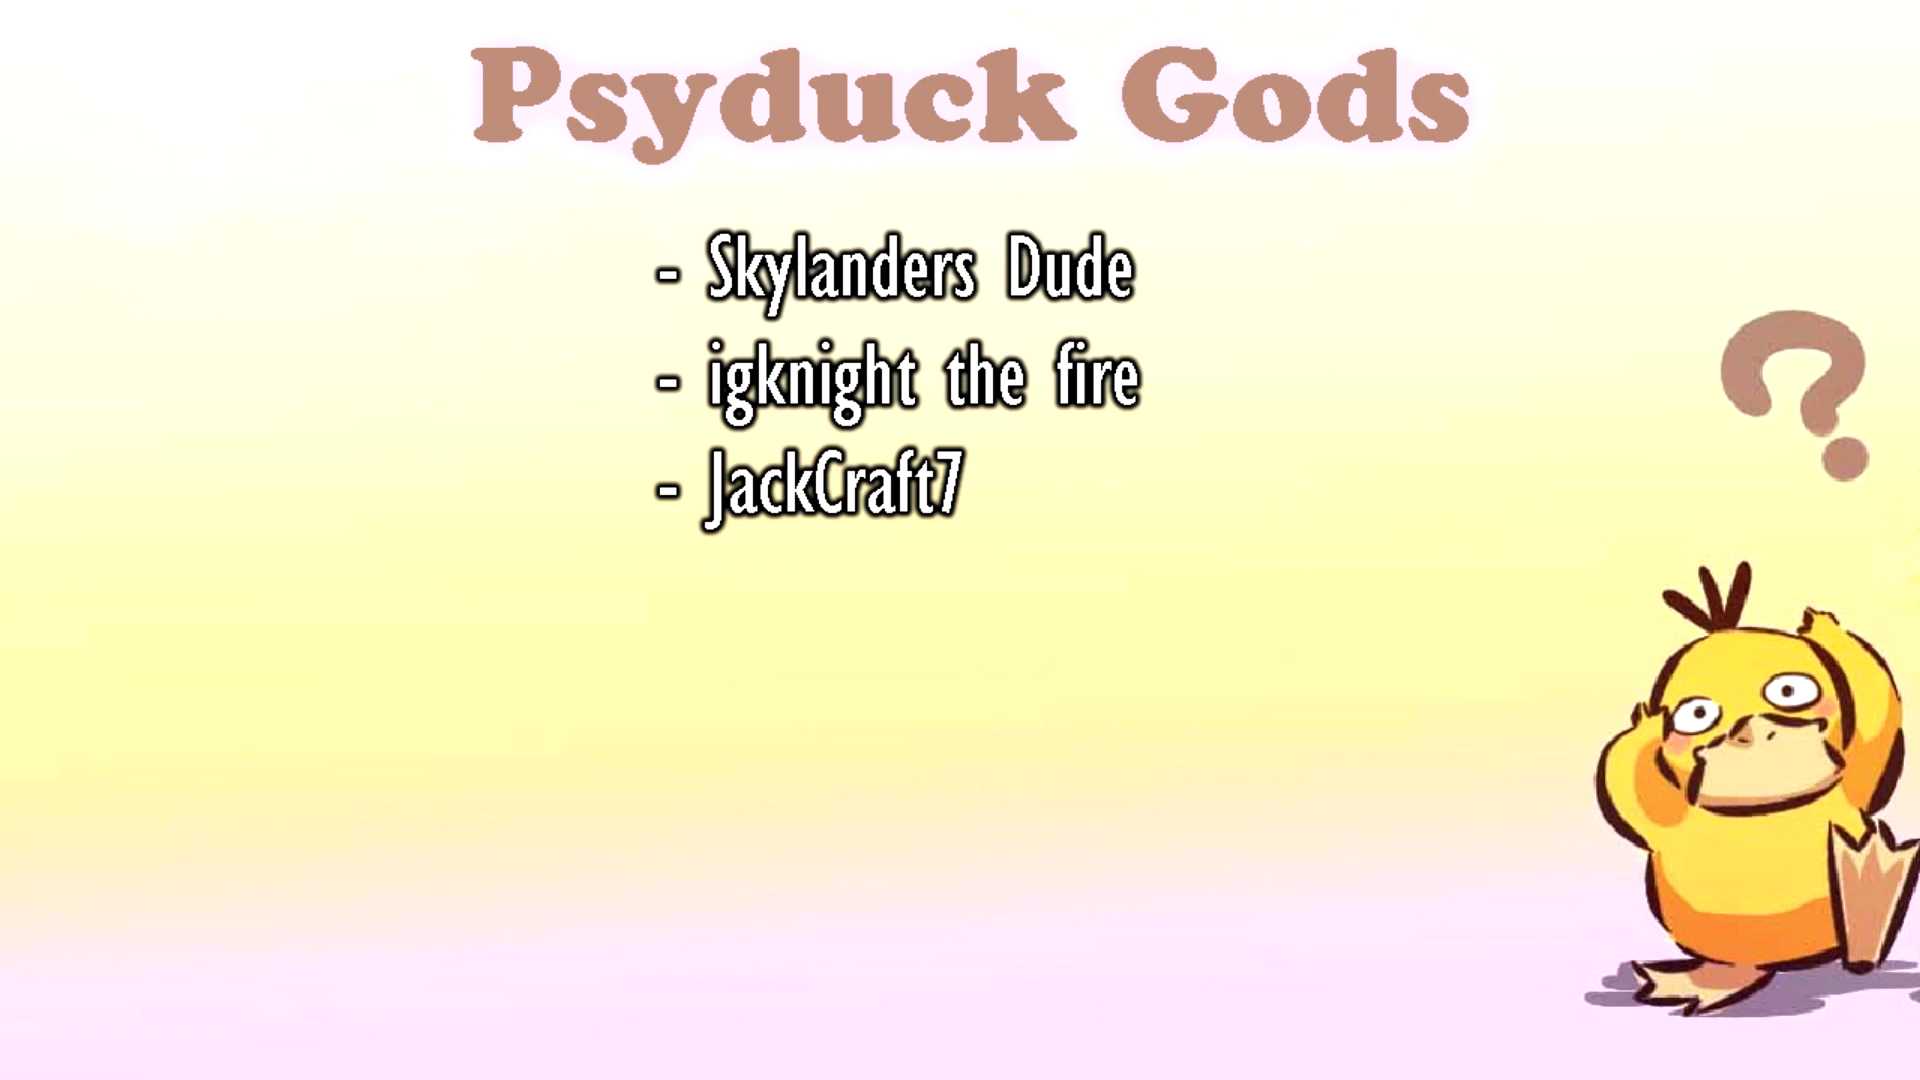 Psyduck Gods
- Skylanders Dude
- igknight the fire
- JackCraft7
?